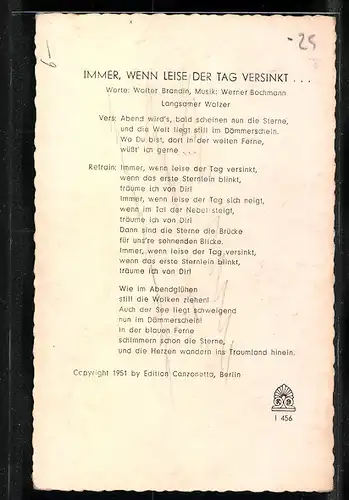 6-
-25
IMMER, WENN LEISE DER TAG VERSINKT . . .
Worte: Walter Brandin, Musik: Werner Bochmann
Langsamer Walzer
Vers: Abend wird's, bald scheinen nun die Sterne,
und die Welt liegt still im Dämmerschein.
Wo Du bist, dort in der weiten Ferne,
wüßt' ich gerne . . .
Refrain: Immer, wenn leise der Tag versinkt,
wenn das erste Sternlein blinkt,
träume ich von Dir!
Immer, wenn leise der Tag sich neigt,
wenn im Tal der Nebel steigt,
träume ich von Dir!
Dann sind die Sterne die Brücke
für uns're sehnenden Blicke.
Immer, wenn leise der Tag versinkt,
wenn das erste Sternlein blinkt,
träume ich von Dir!
Wie im Abendglühen
still die Wolken ziehen!
Auch der See liegt schweigend
nun im Dämmerschein!
In der blauen Ferne
schimmern schon die Sterne,
und die Herzen wandern ins Traumland hinein.
Copyright 1951 by Edition Canzonetta, Berlin
I 456